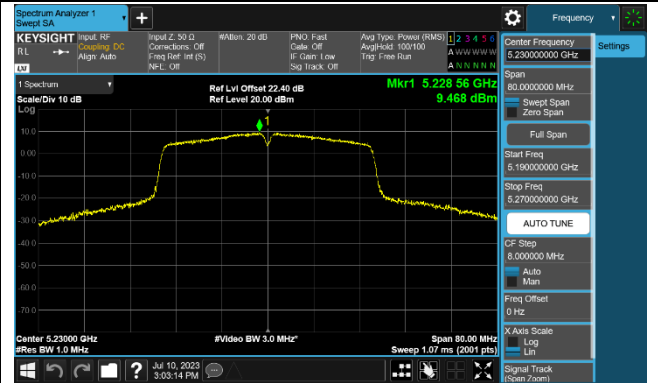 Spectrum Analyzer 1
Swept SA
Frequency
KEYSIGHT
RL
LXI
Input: RF
Coupling: DC
Align: Auto
Input Z: 50 Ω
Corrections: Off
Freq Ref: Int (S)
NFE: Off
#Atten: 20 dB
PNO: Fast
Gate: Off
IF Gain: Low
Sig Track: Off
Avg Type: Power (RMS)
Avg|Hold: 100/100
Trig: Free Run
1 2 3 4 5 6
A W W W W W
A N N N N N
1 Spectrum
Scale/Div 10 dB
Log
Ref Lvl Offset 22.40 dB
Ref Level 20.00 dBm
Mkr1 5.228 56 GHz
9.468 dBm
1
10.0
0.00
-10.0
-20.0
-30.0
-40.0
-50.0
-60.0
-70.0
Center 5.23000 GHz
#Res BW 1.0 MHz
#Video BW 3.0 MHz*
Span 80.00 MHz
Sweep 1.07 ms (2001 pts)
Center Frequency
5.230000000 GHz
Settings
Span
80.0000000 MHz
Swept Span
Zero Span
Full Span
Start Freq
5.190000000 GHz
Stop Freq
5.270000000 GHz
AUTO TUNE
CF Step
8.000000 MHz
Auto
Man
Freq Offset
0 Hz
X Axis Scale
Log
Lin
Signal Track
(Span Zoom)
?
Jul 10, 2023
3:03:14 PM